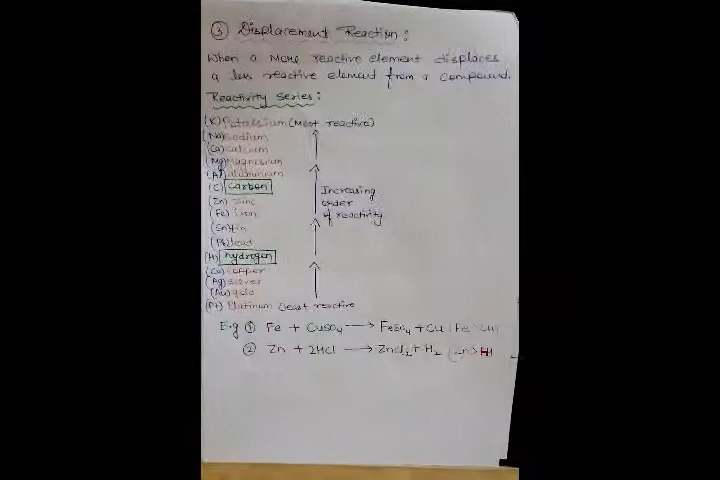 ③ Displacement Reaction:
When a more reactive element displaces
a less reactive element from a compound.
Reactivity series:
(K) Potassium (Most reactive)
(Na) sodium
(Ca) calcium
(Mg) Magnesium
(Al) aluminium
(C) Carbon
(Zn) zinc
(Fe) iron
(Sn) tin
(Pb) lead
(H) hydrogen
(Cu) copper
(Ag) silver
(Au) gold
(Pt) Platinum (least reactive
Increasing
order
of reactivity
E.g ① Fe + CuSO4 → FeSO4 + Cu (Fe > Cu)
② Zn + 2HCl → ZnCl2 + H2 (Zn > H)